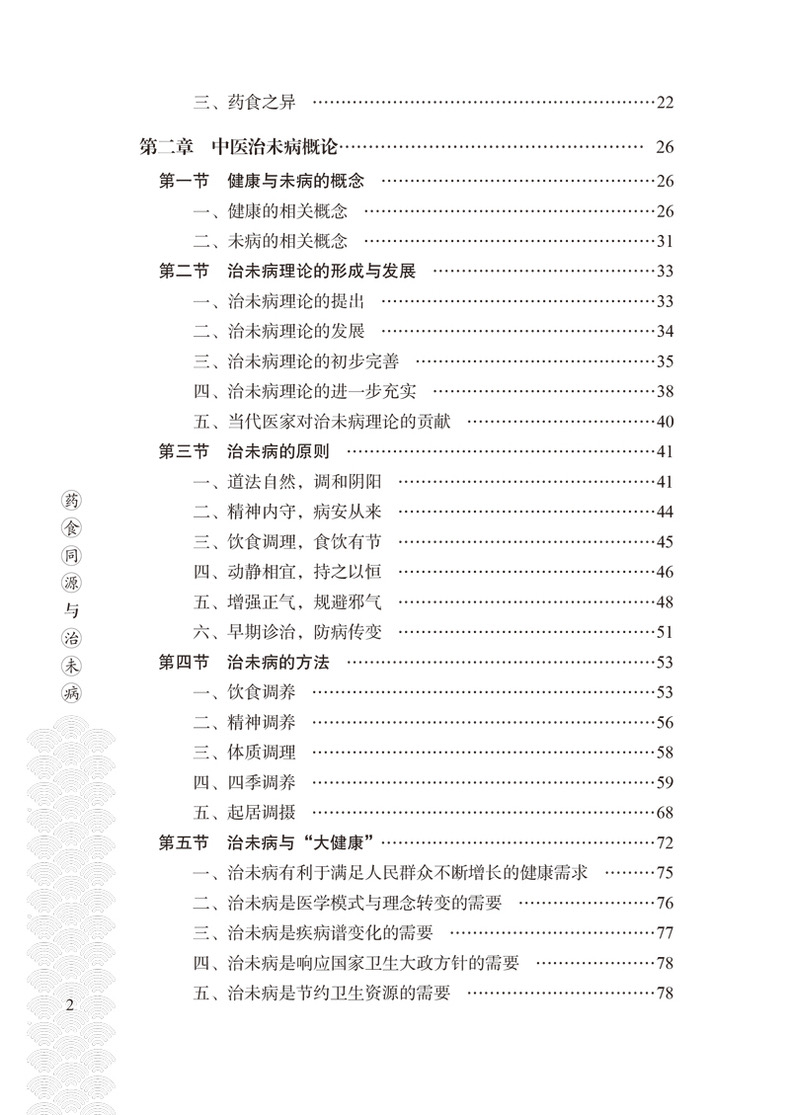 三、药食之异 ………………………………………………………22
第二章 中医治未病概论……………………………………………… 26
第一节 健康与未病的概念 ………………………………………………26
一、健康的相关概念 …………………………………………………26
二、未病的相关概念 …………………………………………………31
第二节 治未病理论的形成与发展 ……………………………………33
一、治未病理论的提出 ………………………………………………33
二、治未病理论的发展 ………………………………………………34
三、治未病理论的初步完善 …………………………………………35
四、治未病理论的进一步充实 ………………………………………38
五、当代医家对治未病理论的贡献 …………………………………40
第三节 治未病的原则 …………………………………………………41
一、道法自然，调和阴阳 ……………………………………………41
二、精神内守，病安从来 ……………………………………………44
三、饮食调理，食饮有节 ……………………………………………45
四、动静相宜，持之以恒 ……………………………………………46
五、增强正气，规避邪气 ……………………………………………48
六、早期诊治，防病传变 ……………………………………………51
第四节 治未病的方法 …………………………………………………53
一、饮食调养 …………………………………………………………53
二、精神调养 …………………………………………………………56
三、体质调理 …………………………………………………………58
四、四季调养 …………………………………………………………59
五、起居调摄 …………………………………………………………68
第五节 治未病与“大健康”……………………………………………72
一、治未病有利于满足人民群众不断增长的健康需求 ………75
二、治未病是医学模式与理念转变的需要 ……………………76
三、治未病是疾病谱变化的需要 ………………………………77
四、治未病是响应国家卫生大政方针的需要 …………………78
五、治未病是节约卫生资源的需要 ……………………………78
药食同源与治未病
2